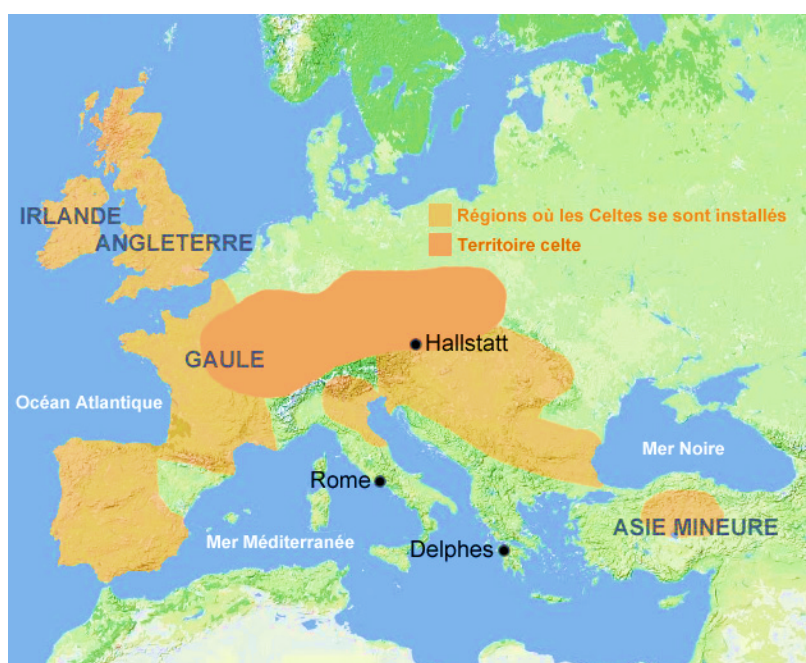 IRLANDE
ANGLETERRE
Régions où les Celtes se sont installés
Territoire celte
Hallstatt
GAULE
Océan Atlantique
Mer Noire
Rome
ASIE MINEURE
Mer Méditerranée
Delphes